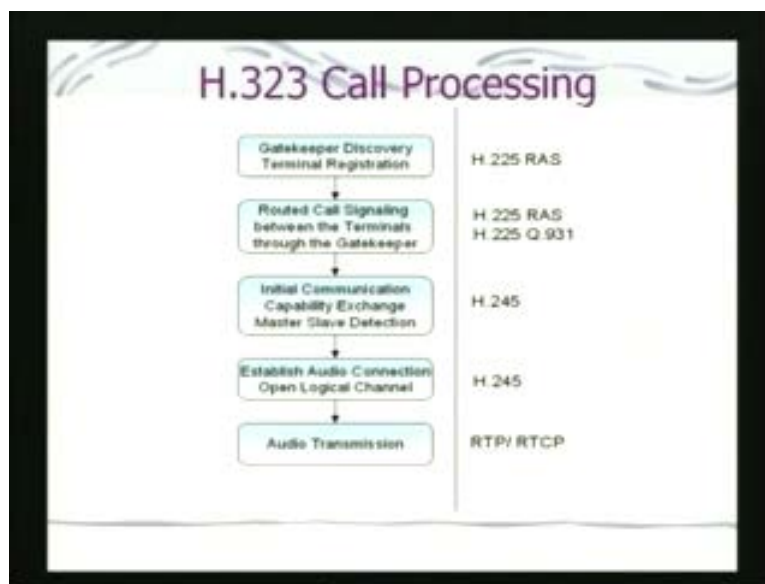 H.323 Call Processing
Gatekeeper Discovery
Terminal Registration
H.225 RAS
Routed Call Signaling
between the Terminals
through the Gatekeeper
H.225 RAS
H.225 Q.931
Initial Communication
Capability Exchange
Master Slave Detection
H.245
Establish Audio Connection
Open Logical Channel
H.245
Audio Transmission
RTP/ RTCP